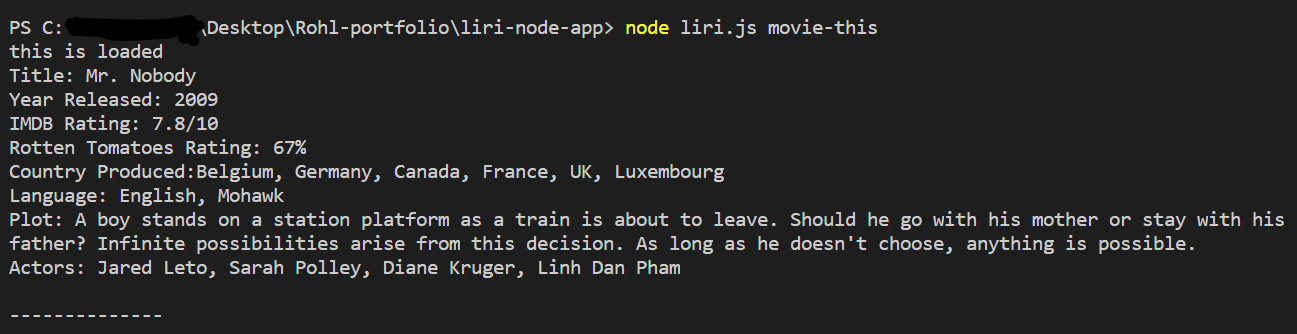 PS C:\Desktop\Rohl-portfolio\liri-node-app> node liri.js movie-this
this is loaded
Title: Mr. Nobody
Year Released: 2009
IMDB Rating: 7.8/10
Rotten Tomatoes Rating: 67%
Country Produced:Belgium, Germany, Canada, France, UK, Luxembourg
Language: English, Mohawk
Plot: A boy stands on a station platform as a train is about to leave. Should he go with his mother or stay with his
father? Infinite possibilities arise from this decision. As long as he doesn't choose, anything is possible.
Actors: Jared Leto, Sarah Polley, Diane Kruger, Linh Dan Pham
--------------